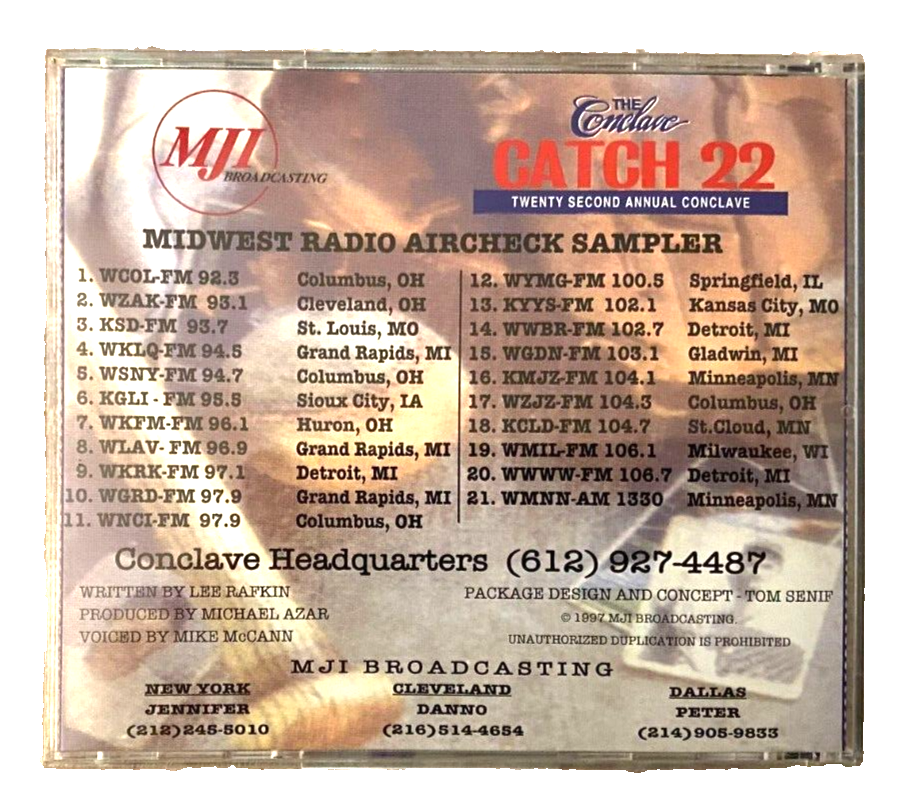 MJI
BROADCASTING
THE
Conclave
CATCH 22
TWENTY SECOND ANNUAL CONCLAVE
MIDWEST RADIO AIRCHECK SAMPLER
1. WCOL-FM 92.3 Columbus, OH
2. WZAK-FM 93.1 Cleveland, OH
3. KSD-FM 93.7 St. Louis, MO
4. WKLQ-FM 94.5 Grand Rapids, MI
5. WSNY-FM 94.7 Columbus, OH
6. KGLI - FM 95.5 Sioux City, IA
7. WKFM-FM 96.1 Huron, OH
8. WLAV- FM 96.9 Grand Rapids, MI
9. WKRK-FM 97.1 Detroit, MI
10. WGRD-FM 97.9 Grand Rapids, MI
11. WNCI-FM 97.9 Columbus, OH
12. WYMG-FM 100.5 Springfield, IL
13. KYYS-FM 102.1 Kansas City, MO
14. WWBR-FM 102.7 Detroit, MI
15. WGDN-FM 103.1 Gladwin, MI
16. KMJZ-FM 104.1 Minneapolis, MN
17. WZJZ-FM 104.3 Columbus, OH
18. KCLD-FM 104.7 St.Cloud, MN
19. WMIL-FM 106.1 Milwaukee, WI
20. WWWW-FM 106.7 Detroit, MI
21. WMNN-AM 1330 Minneapolis, MN
Conclave Headquarters (612) 927-4487
WRITTEN BY LEE RAFKIN
PRODUCED BY MICHAEL AZAR
VOICED BY MIKE McCANN
PACKAGE DESIGN AND CONCEPT - TOM SENIF
© 1997 MJI BROADCASTING.
UNAUTHORIZED DUPLICATION IS PROHIBITED
MJI BROADCASTING
NEW YORK
JENNIFER
(212)245-5010
CLEVELAND
DANNO
(216)514-4654
DALLAS
PETER
(214)905-9833